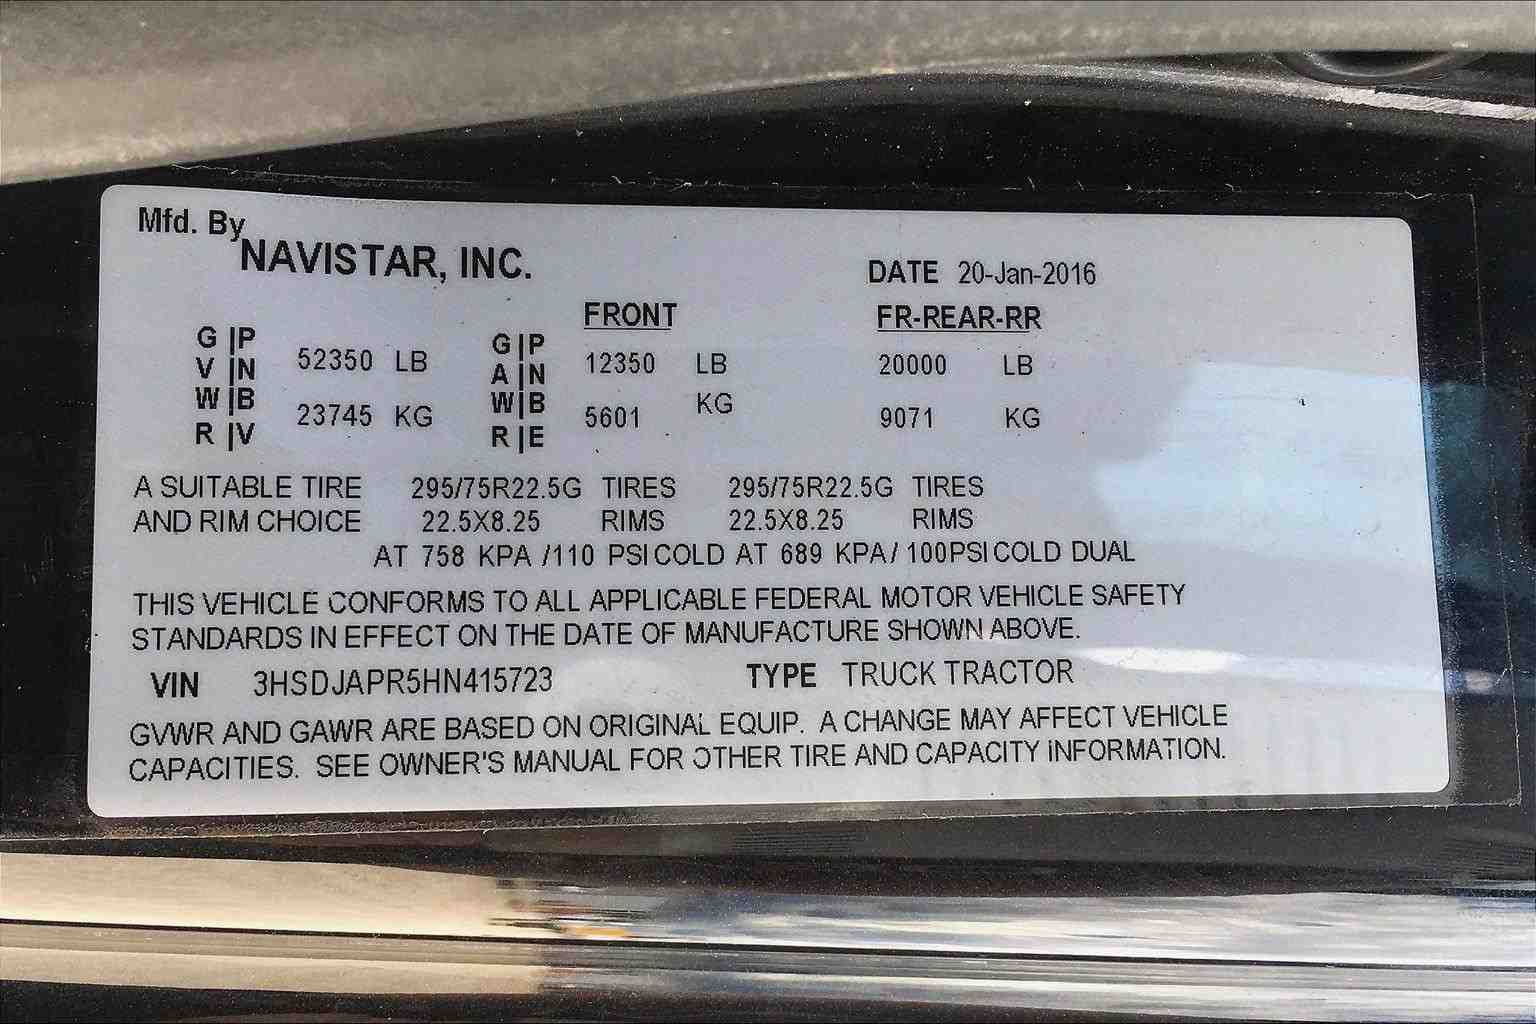 Mfd. By
NAVISTAR, INC.
DATE 20-Jan-2016
FRONT FR-REAR-RR
G|P G|P
V|N 52350 LB A|N 12350 LB 20000 LB
W|B 23745 KG W|B 5601 KG 9071 KG
R|V R|E
A SUITABLE TIRE 295/75R22.5G TIRES 295/75R22.5G TIRES
AND RIM CHOICE 22.5X8.25 RIMS 22.5X8.25 RIMS
AT 758 KPA /110 PSI COLD AT 689 KPA/ 100PSI COLD DUAL
THIS VEHICLE CONFORMS TO ALL APPLICABLE FEDERAL MOTOR VEHICLE SAFETY
STANDARDS IN EFFECT ON THE DATE OF MANUFACTURE SHOWN ABOVE.
VIN 3HSDJAPR5HN415723 TYPE TRUCK TRACTOR
GVWR AND GAWR ARE BASED ON ORIGINAL EQUIP. A CHANGE MAY AFFECT VEHICLE
CAPACITIES. SEE OWNER'S MANUAL FOR OTHER TIRE AND CAPACITY INFORMATION.